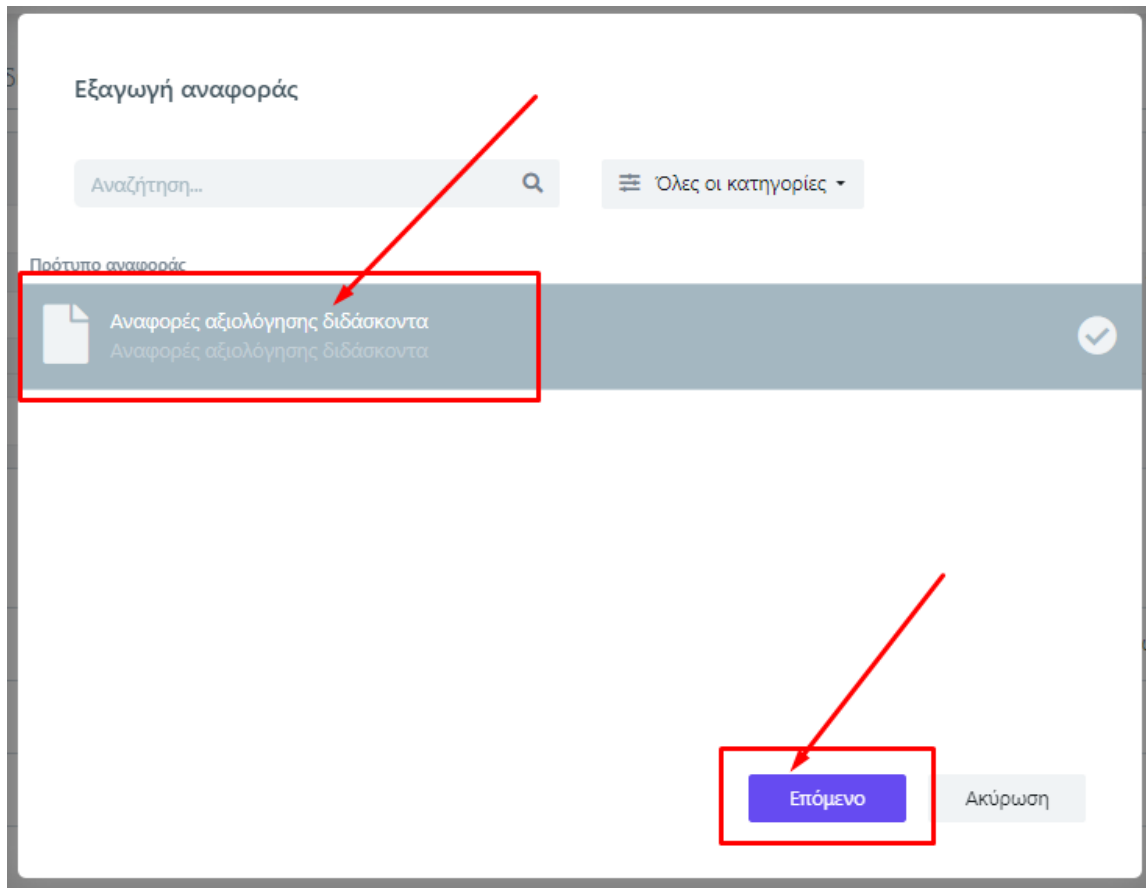 Εξαγωγή αναφοράς
Αναζήτηση...
Όλες οι κατηγορίες
Πρότυπο αναφοράς
Αναφορές αξιολόγησης διδάσκοντα
Αναφορές αξιολόγησης διδάσκοντα
Επόμενο
Ακύρωση